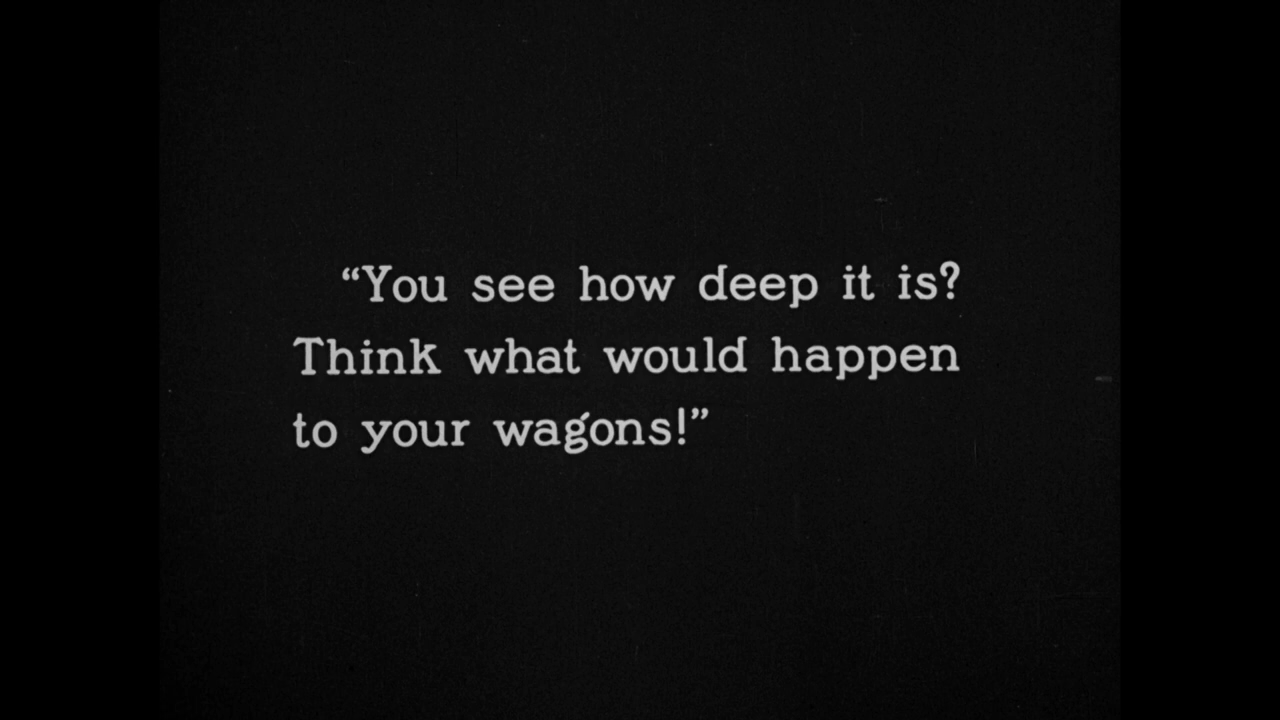 “You see how deep it is?
Think what would happen
to your wagons!”